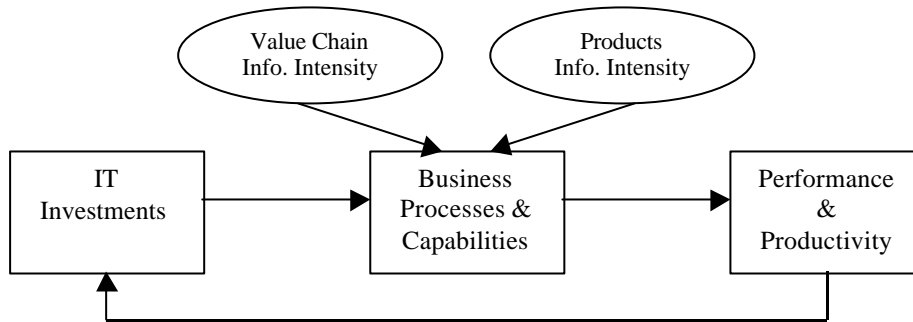 Value Chain
Info. Intensity
Products
Info. Intensity
IT
Investments
Business
Processes &
Capabilities
Performance
&
Productivity